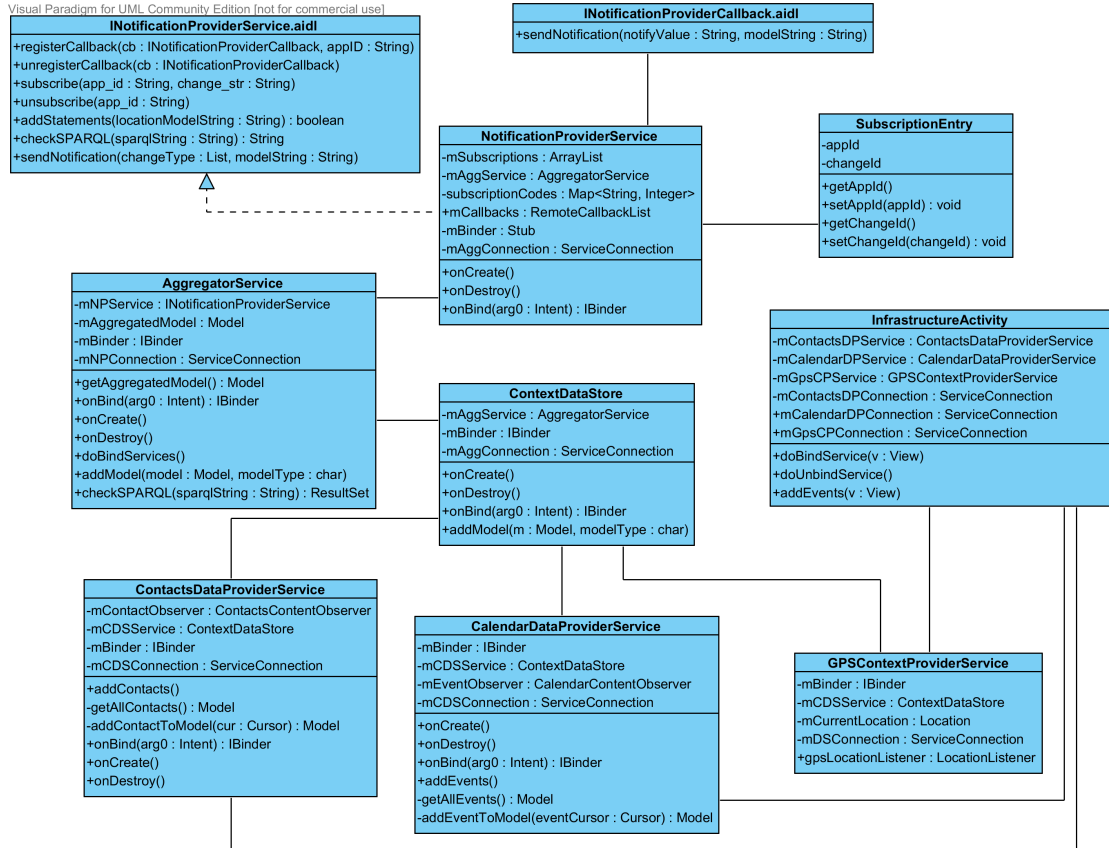 Visual Paradigm for UML Community Edition [not for commercial use]
INotificationProviderService.aidl
+registerCallback(cb : INotificationProviderCallback, appID : String)
+unregisterCallback(cb : INotificationProviderCallback)
+subscribe(app_id : String, change_str : String)
+unsubscribe(app_id : String)
+addStatements(locationModelString : String) : boolean
+checkSPARQL(sparqlString : String) : String
+sendNotification(changeType : List, modelString : String)
INotificationProviderCallback.aidl
+sendNotification(notifyValue : String, modelString : String)
NotificationProviderService
-mSubscriptions : ArrayList
-mAggService : AggregatorService
-subscriptionCodes : Map<String, Integer>
+mCallbacks : RemoteCallbackList
-mBinder : Stub
-mAggConnection : ServiceConnection
+onCreate()
+onDestroy()
+onBind(arg0 : Intent) : IBinder
SubscriptionEntry
-appId
-changeId
+getAppId()
+setAppId(appId) : void
+getChangeId()
+setChangeId(changeId) : void
AggregatorService
-mNPService : INotificationProviderService
-mAggregatedModel : Model
-mBinder : IBinder
-mNPConnection : ServiceConnection
+getAggregatedModel() : Model
+onBind(arg0 : Intent) : IBinder
+onCreate()
+onDestroy()
+doBindServices()
+addModel(model : Model, modelType : char)
+checkSPARQL(sparqlString : String) : ResultSet
ContextDataStore
-mAggService : AggregatorService
-mBinder : IBinder
-mAggConnection : ServiceConnection
+onCreate()
+onDestroy()
+onBind(arg0 : Intent) : IBinder
+addModel(m : Model, modelType : char)
InfrastructureActivity
-mContactsDPService : ContactsDataProviderService
-mCalendarDPService : CalendarDataProviderService
-mGpsCPService : GPSContextProviderService
-mContactsDPConnection : ServiceConnection
+mCalendarDPConnection : ServiceConnection
+mGpsCPConnection : ServiceConnection
+doBindService(v : View)
+doUnbindService()
+addEvents(v : View)
ContactsDataProviderService
-mContactObserver : ContactsContentObserver
-mCDSService : ContextDataStore
-mBinder : IBinder
-mCDSConnection : ServiceConnection
+addContacts()
-getAllContacts() : Model
-addContactToModel(cur : Cursor) : Model
+onBind(arg0 : Intent) : IBinder
+onCreate()
+onDestroy()
CalendarDataProviderService
-mBinder : IBinder
-mCDSService : ContextDataStore
-mEventObserver : CalendarContentObserver
-mCDSConnection : ServiceConnection
+onCreate()
+onDestroy()
+onBind(arg0 : Intent) : IBinder
+addEvents()
-getAllEvents() : Model
-addEventToModel(eventCursor : Cursor) : Model
GPSContextProviderService
-mBinder : IBinder
-mCDSService : ContextDataStore
-mCurrentLocation : Location
-mDSConnection : ServiceConnection
+gpsLocationListener : LocationListener